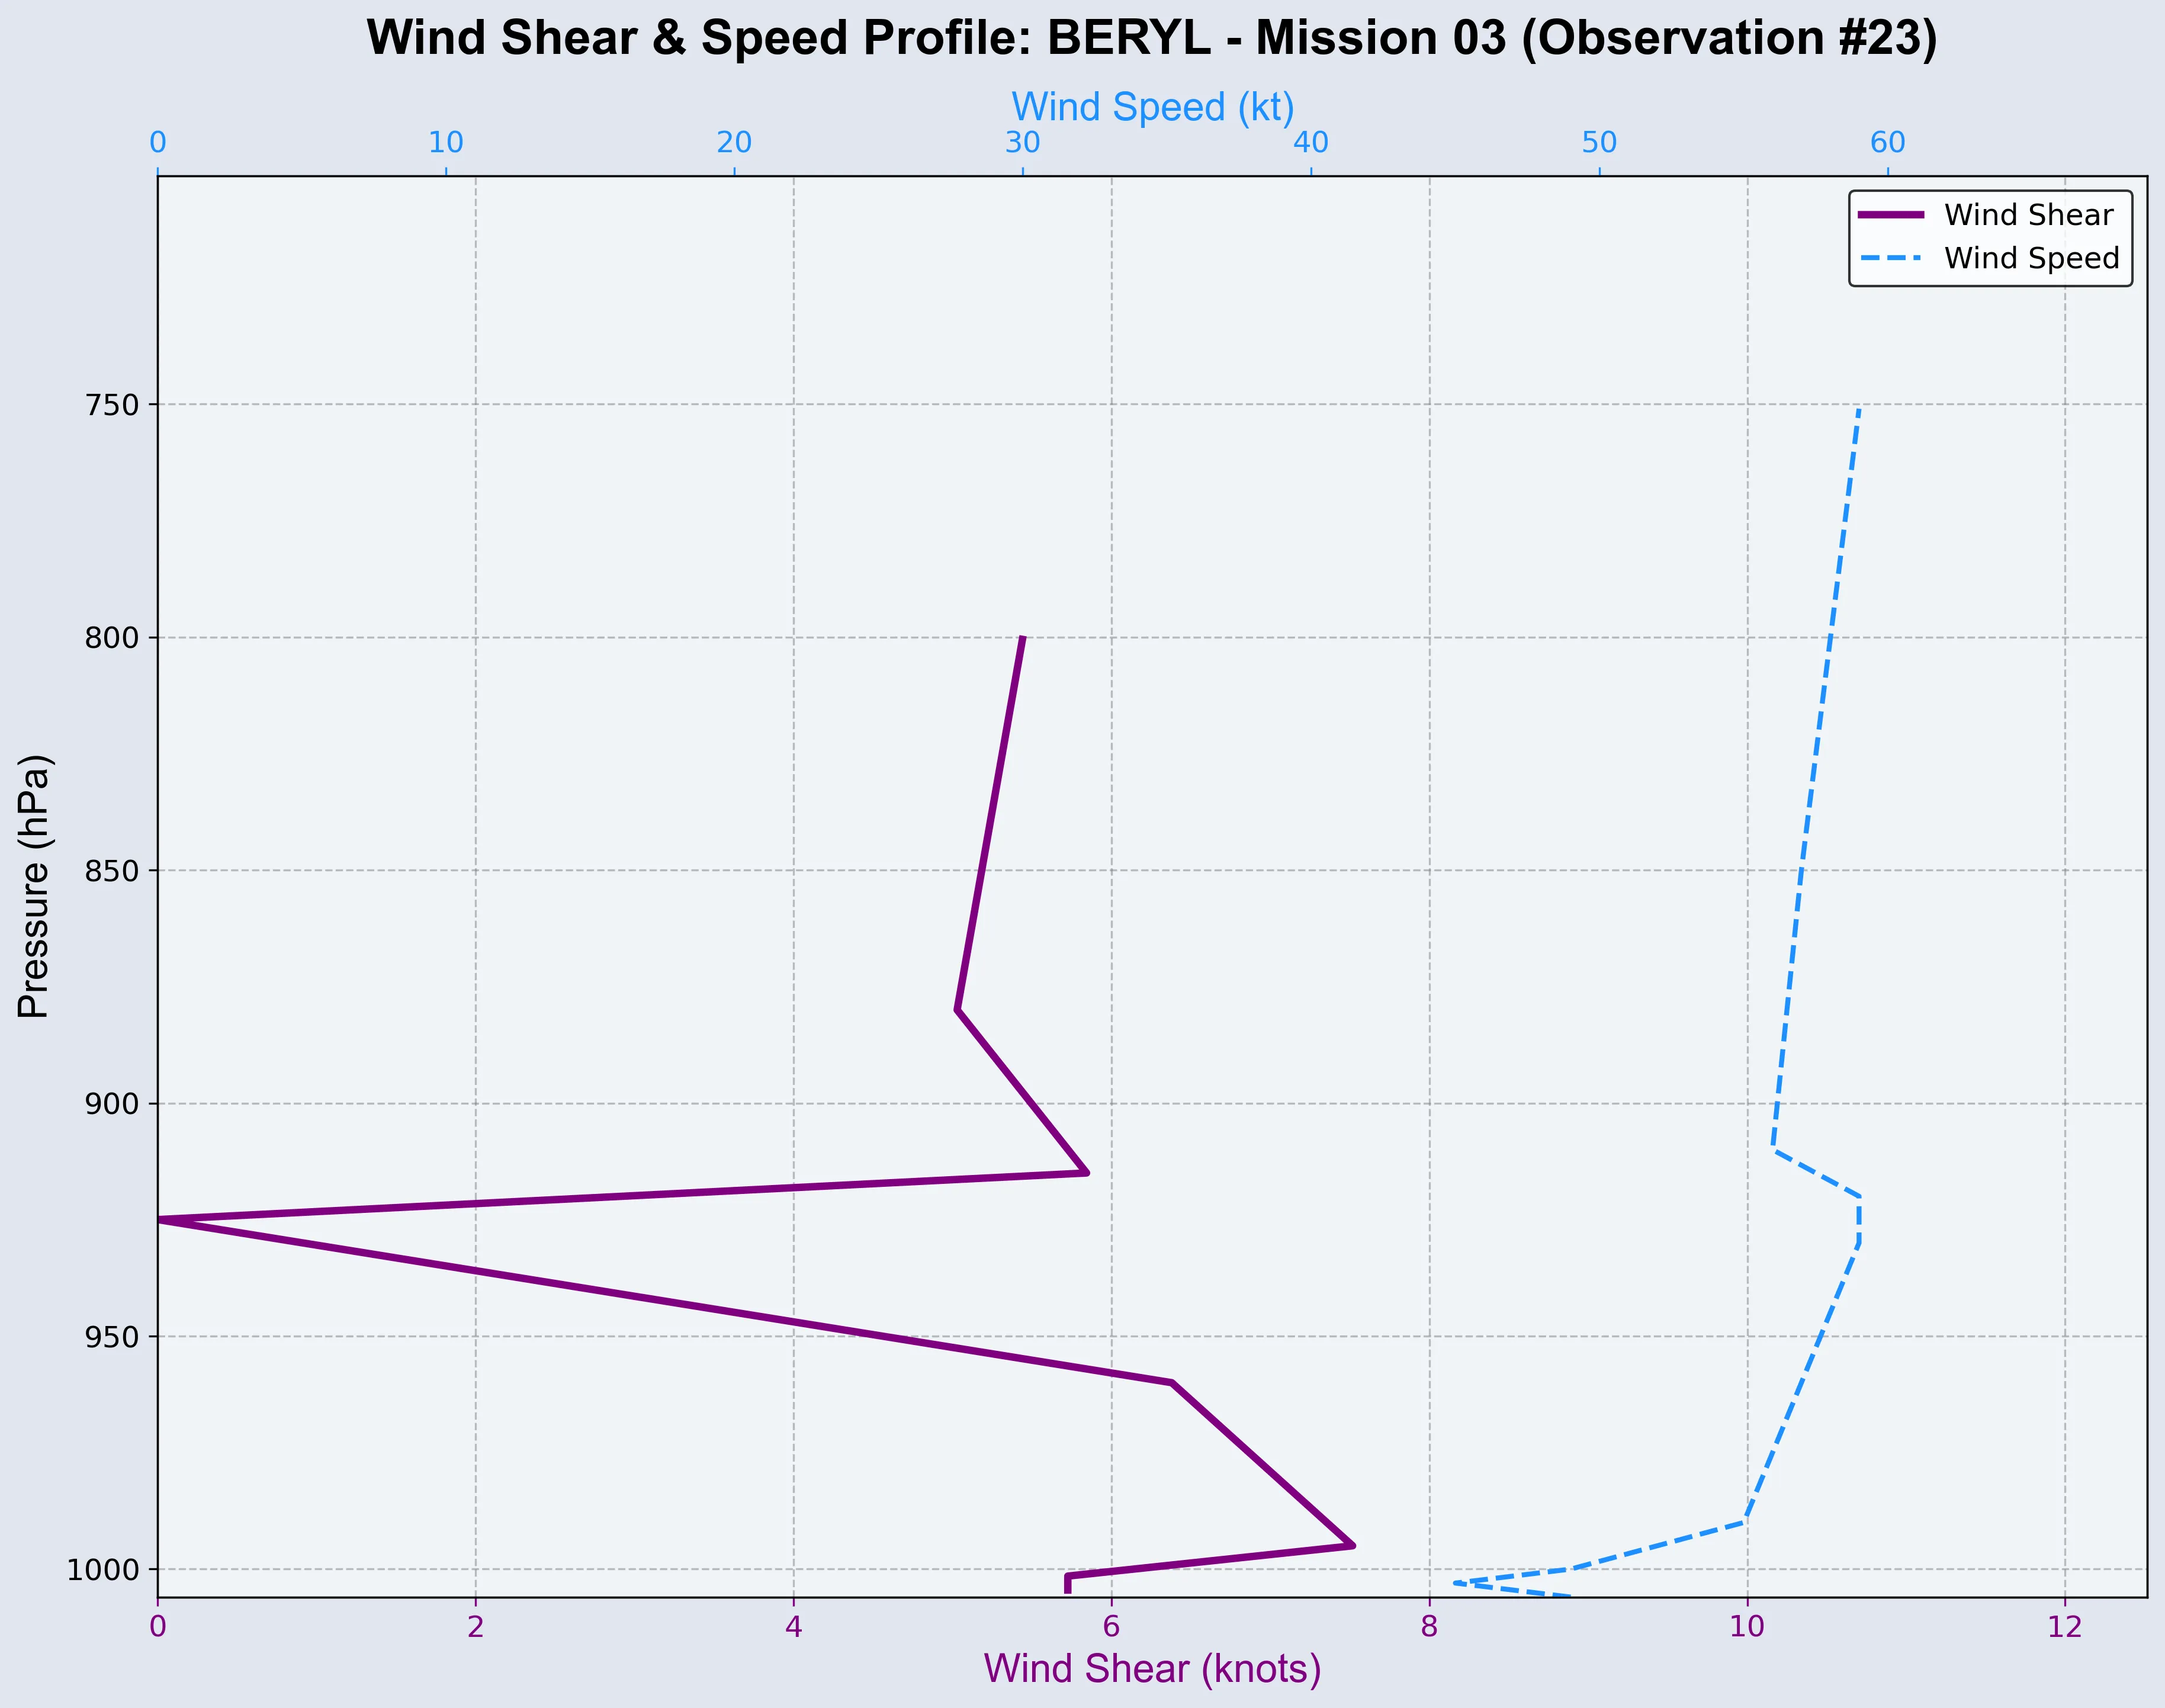 Wind Shear & Speed Profile: BERYL - Mission 03 (Observation #23)
Wind Speed (kt)
0 10 20 30 40 50 60
Wind Shear
Wind Speed
750
800
850
900
950
1000
Pressure (hPa)
0 2 4 6 8 10 12
Wind Shear (knots)